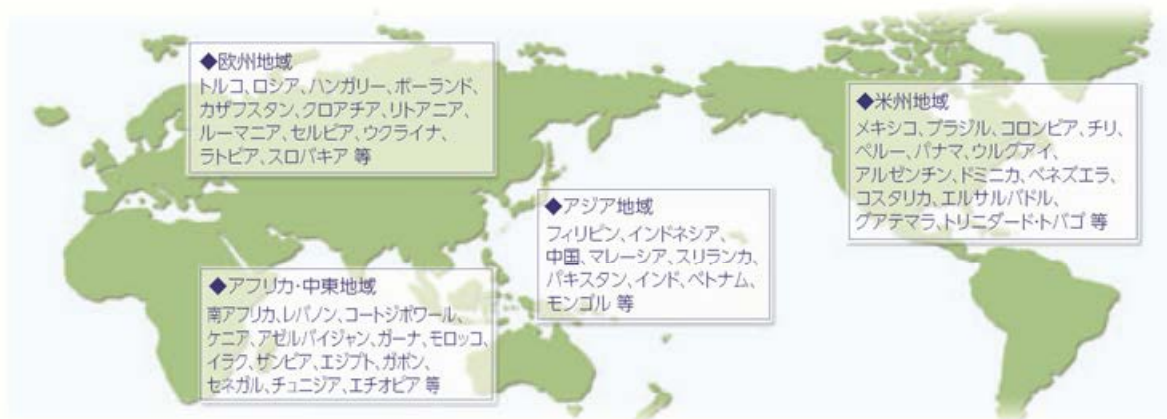 ◆欧州地域
トルコ、ロシア、ハンガリー、ポーランド、
カザフスタン、クロアチア、リトアニア、
ルーマニア、セルビア、ウクライナ、
ラトビア、スロバキア 等
◆米州地域
メキシコ、ブラジル、コロンビア、チリ、
ペルー、パナマ、ウルグアイ、
アルゼンチン、ドミニカ、ベネズエラ、
コスタリカ、エルサルバドル、
グアテマラ、トリニダード・トバゴ 等
◆アジア地域
フィリピン、インドネシア、
中国、マレーシア、スリランカ、
パキスタン、インド、ベトナム、
モンゴル 等
◆アフリカ・中東地域
南アフリカ、レバノン、コートジボワール、
ケニア、アゼルバイジャン、ガーナ、モロッコ、
イラク、ザンビア、エジプト、ガボン、
セネガル、チュニジア、エチオピア 等